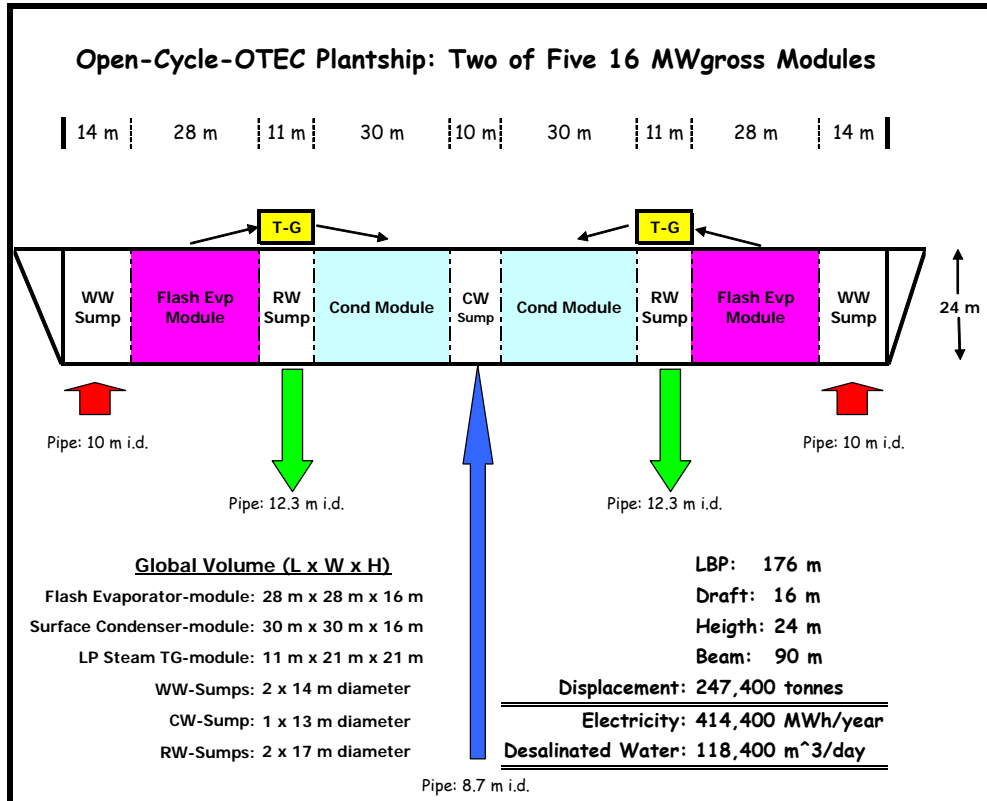 Open-Cycle-OTEC Plantship: Two of Five 16 MWgross Modules
14 m 28 m 11 m 30 m 10 m 30 m 11 m 28 m 14 m
T-G T-G
WW Sump Flash Evp Module RW Sump Cond Module CW Sump Cond Module RW Sump Flash Evp Module WW Sump
24 m
Pipe: 10 m i.d. Pipe: 10 m i.d.
Pipe: 12.3 m i.d. Pipe: 12.3 m i.d.
Global Volume (L x W x H)
Flash Evaporator-module: 28 m x 28 m x 16 m
Surface Condenser-module: 30 m x 30 m x 16 m
LP Steam TG-module: 11 m x 21 m x 21 m
WW-Sumps: 2 x 14 m diameter
CW-Sump: 1 x 13 m diameter
RW-Sumps: 2 x 17 m diameter
LBP: 176 m
Draft: 16 m
Heigth: 24 m
Beam: 90 m
Displacement: 247,400 tonnes
Electricity: 414,400 MWh/year
Desalinated Water: 118,400 m^3/day
Pipe: 8.7 m i.d.